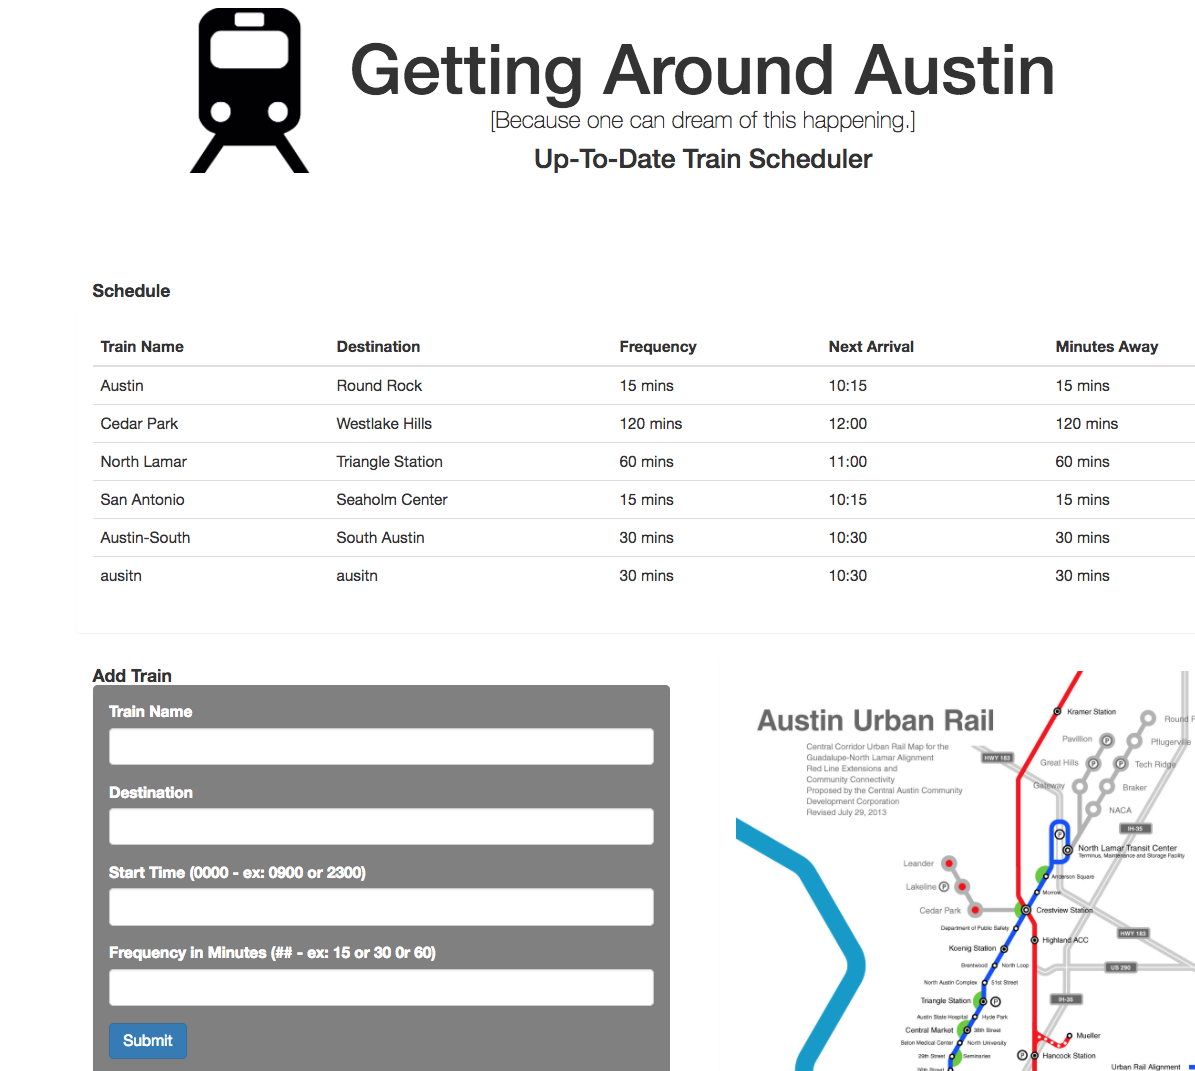 Getting Around Austin
[Because one can dream of this happening.]
Up-To-Date Train Scheduler
Schedule
Train Name Destination Frequency Next Arrival Minutes Away
Austin Round Rock 15 mins 10:15 15 mins
Cedar Park Westlake Hills 120 mins 12:00 120 mins
North Lamar Triangle Station 60 mins 11:00 60 mins
San Antonio Seaholm Center 15 mins 10:15 15 mins
Austin-South South Austin 30 mins 10:30 30 mins
ausitn ausitn 30 mins 10:30 30 mins
Add Train
Train Name
Destination
Start Time (0000 - ex: 0900 or 2300)
Frequency in Minutes (## - ex: 15 or 30 0r 60)
Submit
Austin Urban Rail
Central Corridor Urban Rail Map for the
Guadalupe-North Lamar Alignment
Red Line Extensions and
Community Connectivity
Proposed by the Central Austin Community
Development Corporation
Revised July 29, 2013
Kramer Station
Round R
Pavillion P
Pflugerville
HWY 183
Great Hills P
P Tech Ridge
Gateway
Braker
NACA
IH-35
P
North Lamar Transit Center
Terminus, Maintenance and Storage Facility
Leander
Anderson Square
Lakeline P
Morrow
Cedar Park
Crestview Station
Department of Public Safety
HWY 183
Highland ACC
Koenig Station
Brentwood North Loop
US 290
North Austin Complex 51st Street
Triangle Station P
IH-35
Austin State Hospital Hyde Park
Central Market 38th Street
Mueller
Seton Medical Center North University
29th Street Seminaries
P Hancock Station
Urban Rail Alignment